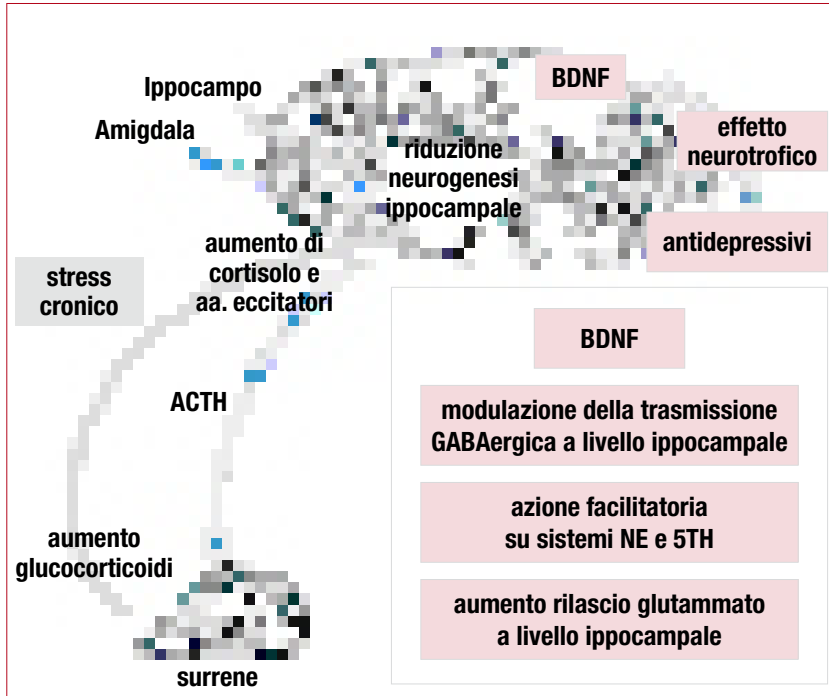 BDNF
Ippocampo
Amigdala
effetto
neurotrofico
riduzione
neurogenesi
ippocampale
antidepressivi
aumento di
cortisolo e
aa. eccitatori
stress
cronico
ACTH
aumento
glucocorticoidi
surrene
BDNF
modulazione della trasmissione
GABAergica a livello ippocampale
azione facilitatoria
su sistemi NE e 5TH
aumento rilascio glutammato
a livello ippocampale